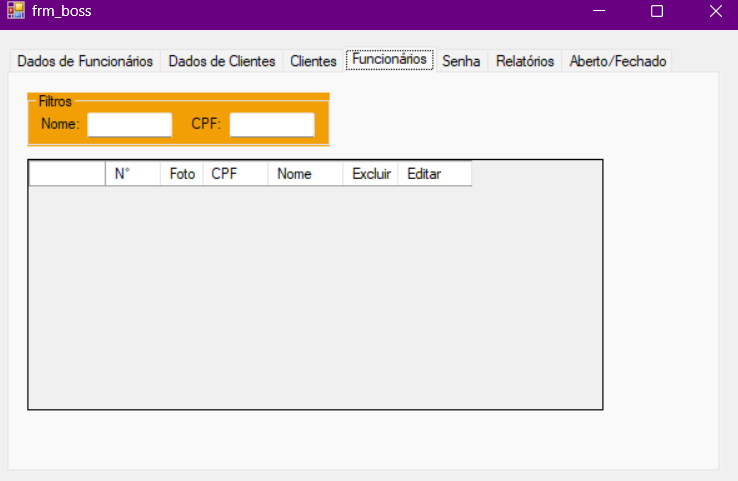 frm_boss
Dados de Funcionários Dados de Clientes Clientes Funcionários Senha Relatórios Aberto/Fechado
Filtros
Nome: CPF:
N° Foto CPF Nome Excluir Editar